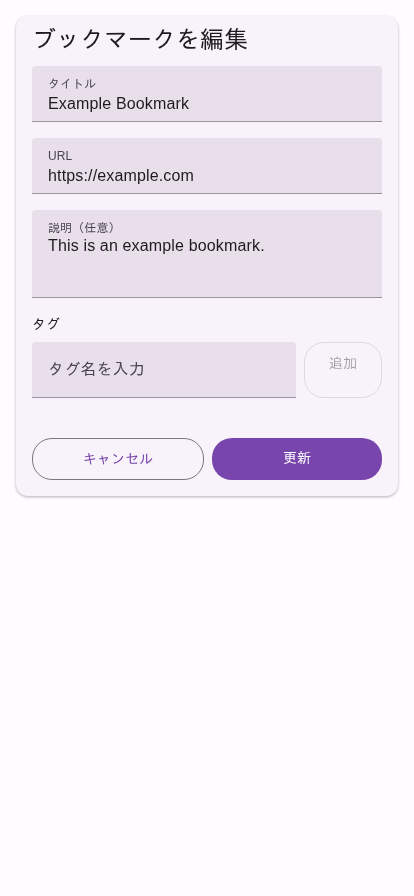 ブックマークを編集
タイトル
Example Bookmark
URL
https://example.com
説明（任意）
This is an example bookmark.
タグ
タグ名を入力
追加
キャンセル
更新